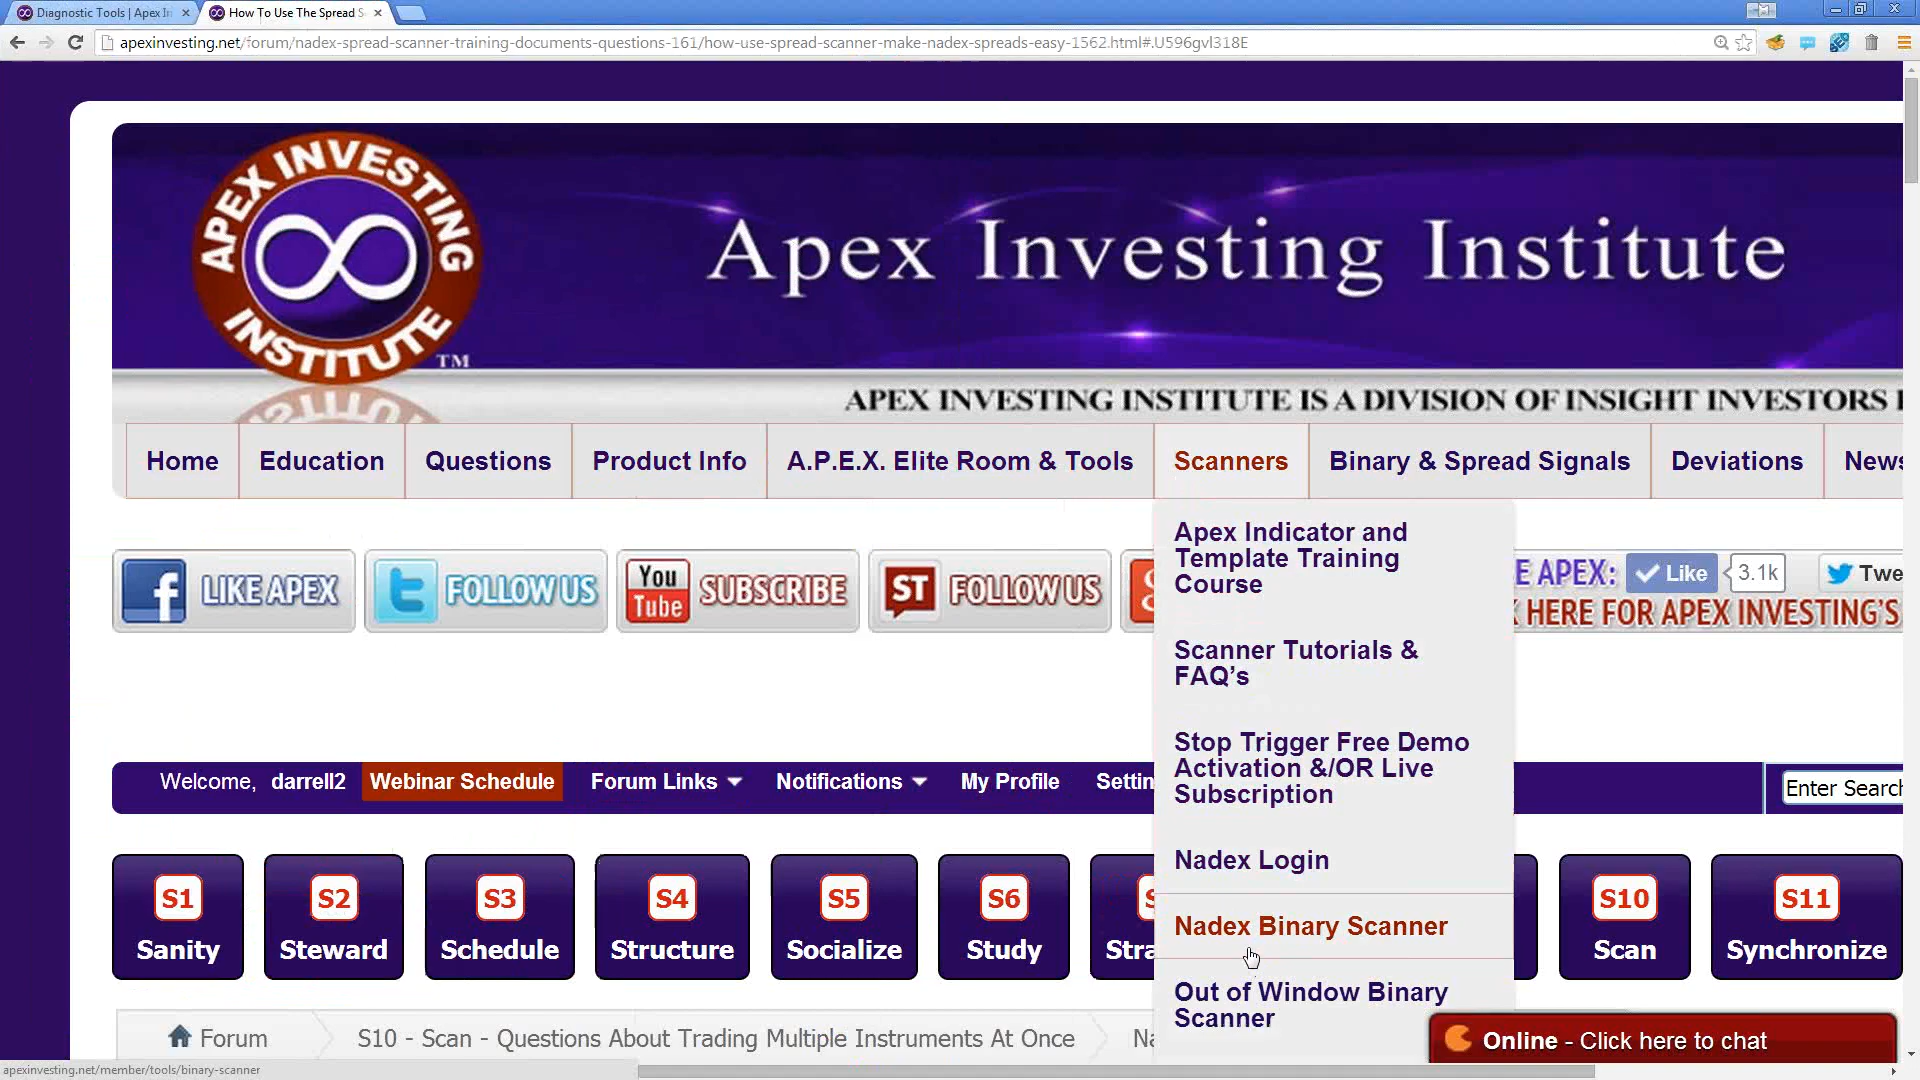 Diagnostic Tools | Apex In
How To Use The Spread S
apexinvesting.net/forum/nadex-spread-scanner-training-documents-questions-161/how-use-spread-scanner-make-nadex-spreads-easy-1562.html#.U596gvl318E
APEX INVESTING INSTITUTE
TM
Apex Investing Institute
APEX INVESTING INSTITUTE IS A DIVISION OF INSIGHT INVESTORS
Home Education Questions Product Info A.P.E.X. Elite Room & Tools Scanners Binary & Spread Signals Deviations News
Apex Indicator and
Template Training
Course
Scanner Tutorials &
FAQ's
Stop Trigger Free Demo
Activation &/OR Live
Subscription
Nadex Login
Nadex Binary Scanner
Out of Window Binary
Scanner
f LIKE APEX
t FOLLOW US
You Tube SUBSCRIBE
ST FOLLOW US
E APEX: Like 3.1k Twe
HERE FOR APEX INVESTING'S
Welcome, darrell2 Webinar Schedule Forum Links Notifications My Profile Settin
Enter Search
S1 Sanity
S2 Steward
S3 Schedule
S4 Structure
S5 Socialize
S6 Study
S Stra
S10 Scan
S11 Synchronize
Forum S10 - Scan - Questions About Trading Multiple Instruments At Once Na
Online - Click here to chat
apexinvesting.net/member/tools/binary-scanner